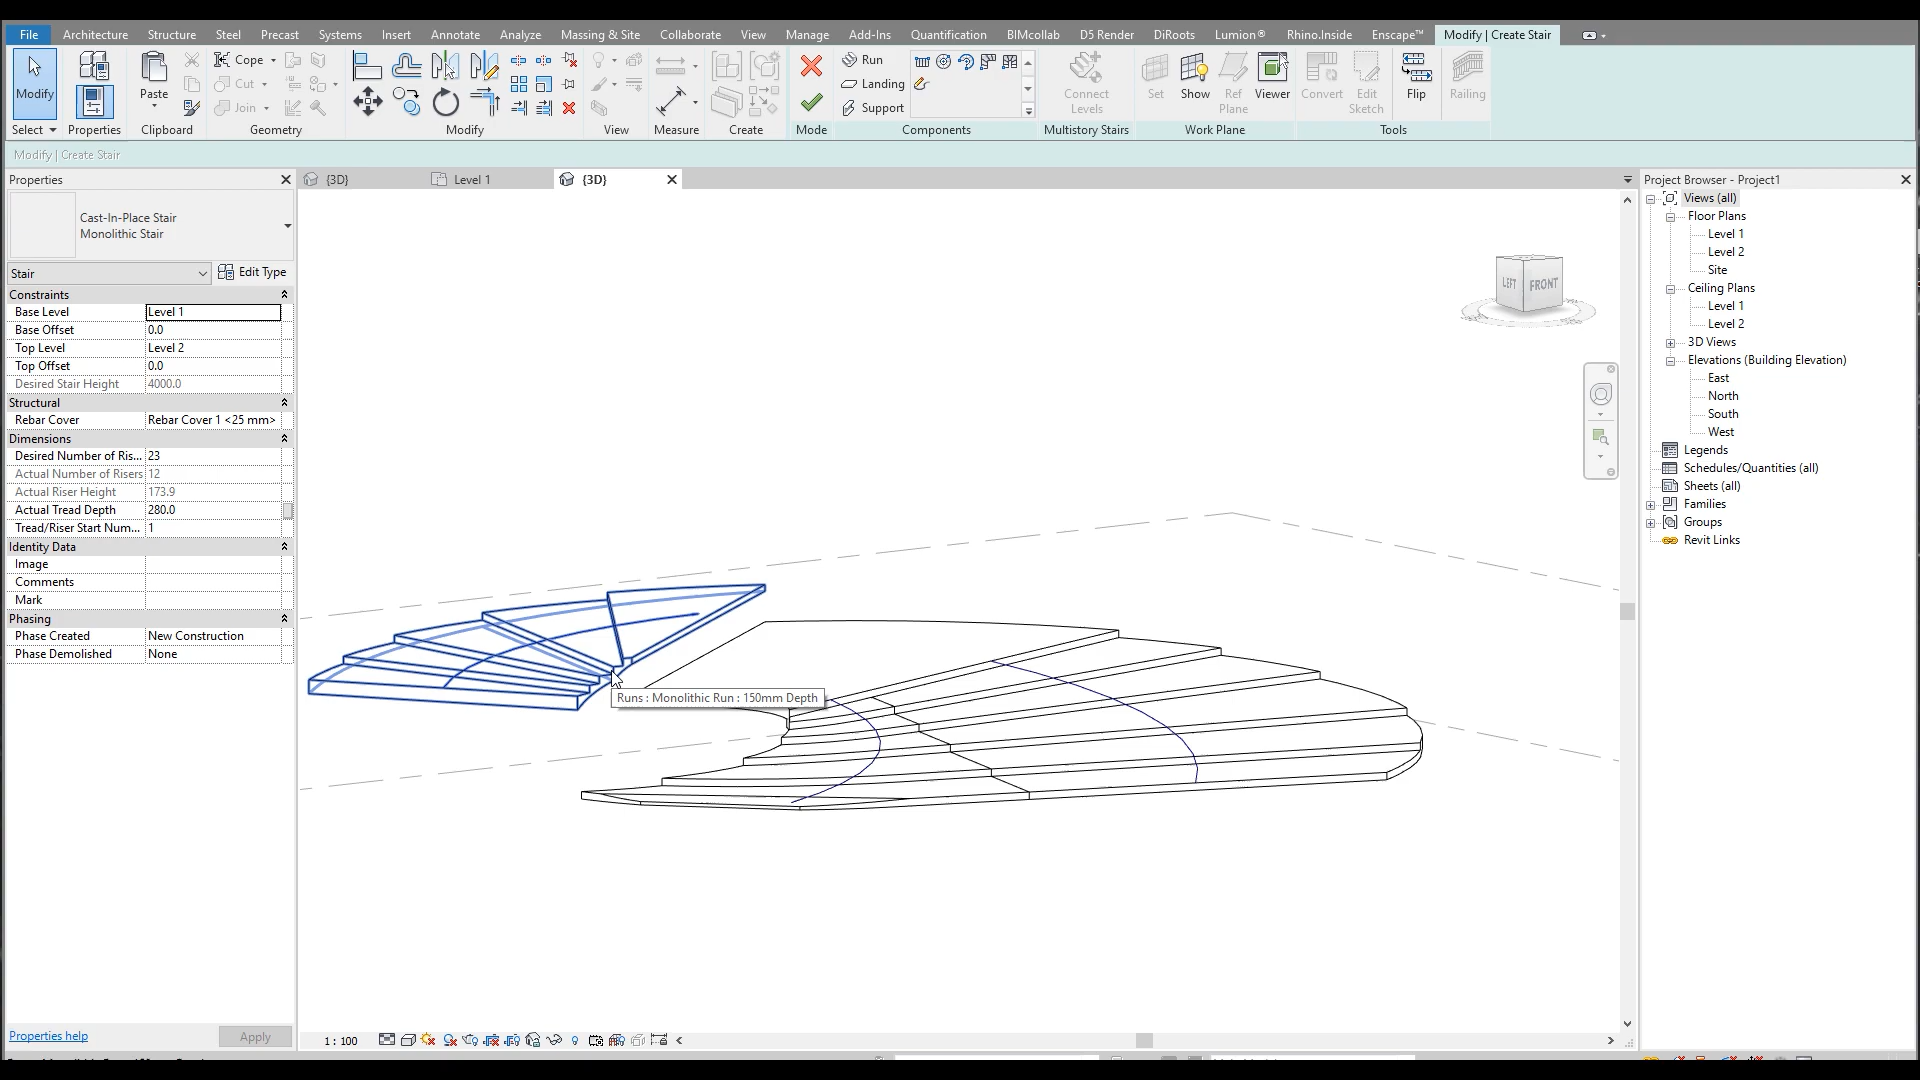 File Architecture Structure Steel Precast Systems Insert Annotate Analyze Massing & Site Collaborate View Manage Add-Ins Quantification BIMcollab D5 Render DiRoots Lumion® Rhino.Inside Enscape™ Modify | Create Stair
Modify
Select
Properties
Paste
Clipboard
Cope
Cut
Join
Geometry
Modify
View
Measure
Create
Mode
Run
Landing
Support
Components
Connect
Levels
Multistory Stairs
Set
Show
Ref
Plane
Viewer
Work Plane
Convert
Edit
Sketch
Flip
Railing
Tools
Modify | Create Stair
Properties
Cast-In-Place Stair
Monolithic Stair
Stair
Edit Type
Constraints
Base Level Level 1
Base Offset 0.0
Top Level Level 2
Top Offset 0.0
Desired Stair Height 4000.0
Structural
Rebar Cover Rebar Cover 1 <25 mm>
Dimensions
Desired Number of Ris... 23
Actual Number of Risers 12
Actual Riser Height 173.9
Actual Tread Depth 280.0
Tread/Riser Start Num... 1
Identity Data
Image
Comments
Mark
Phasing
Phase Created New Construction
Phase Demolished None
Properties help
Apply
{3D}
Level 1
{3D}
LEFT FRONT
Runs : Monolithic Run : 150mm Depth
1 : 100
Project Browser - Project1
Views (all)
Floor Plans
Level 1
Level 2
Site
Ceiling Plans
Level 1
Level 2
3D Views
Elevations (Building Elevation)
East
North
South
West
Legends
Schedules/Quantities (all)
Sheets (all)
Families
Groups
Revit Links